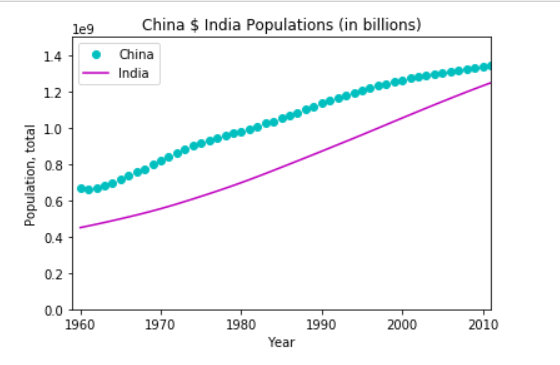 China $ India Populations (in billions)
1e9
China
India
1.4
1.2
1.0
0.8
0.6
0.4
0.2
0.0
Population, total
1960
1970
1980
1990
2000
2010
Year